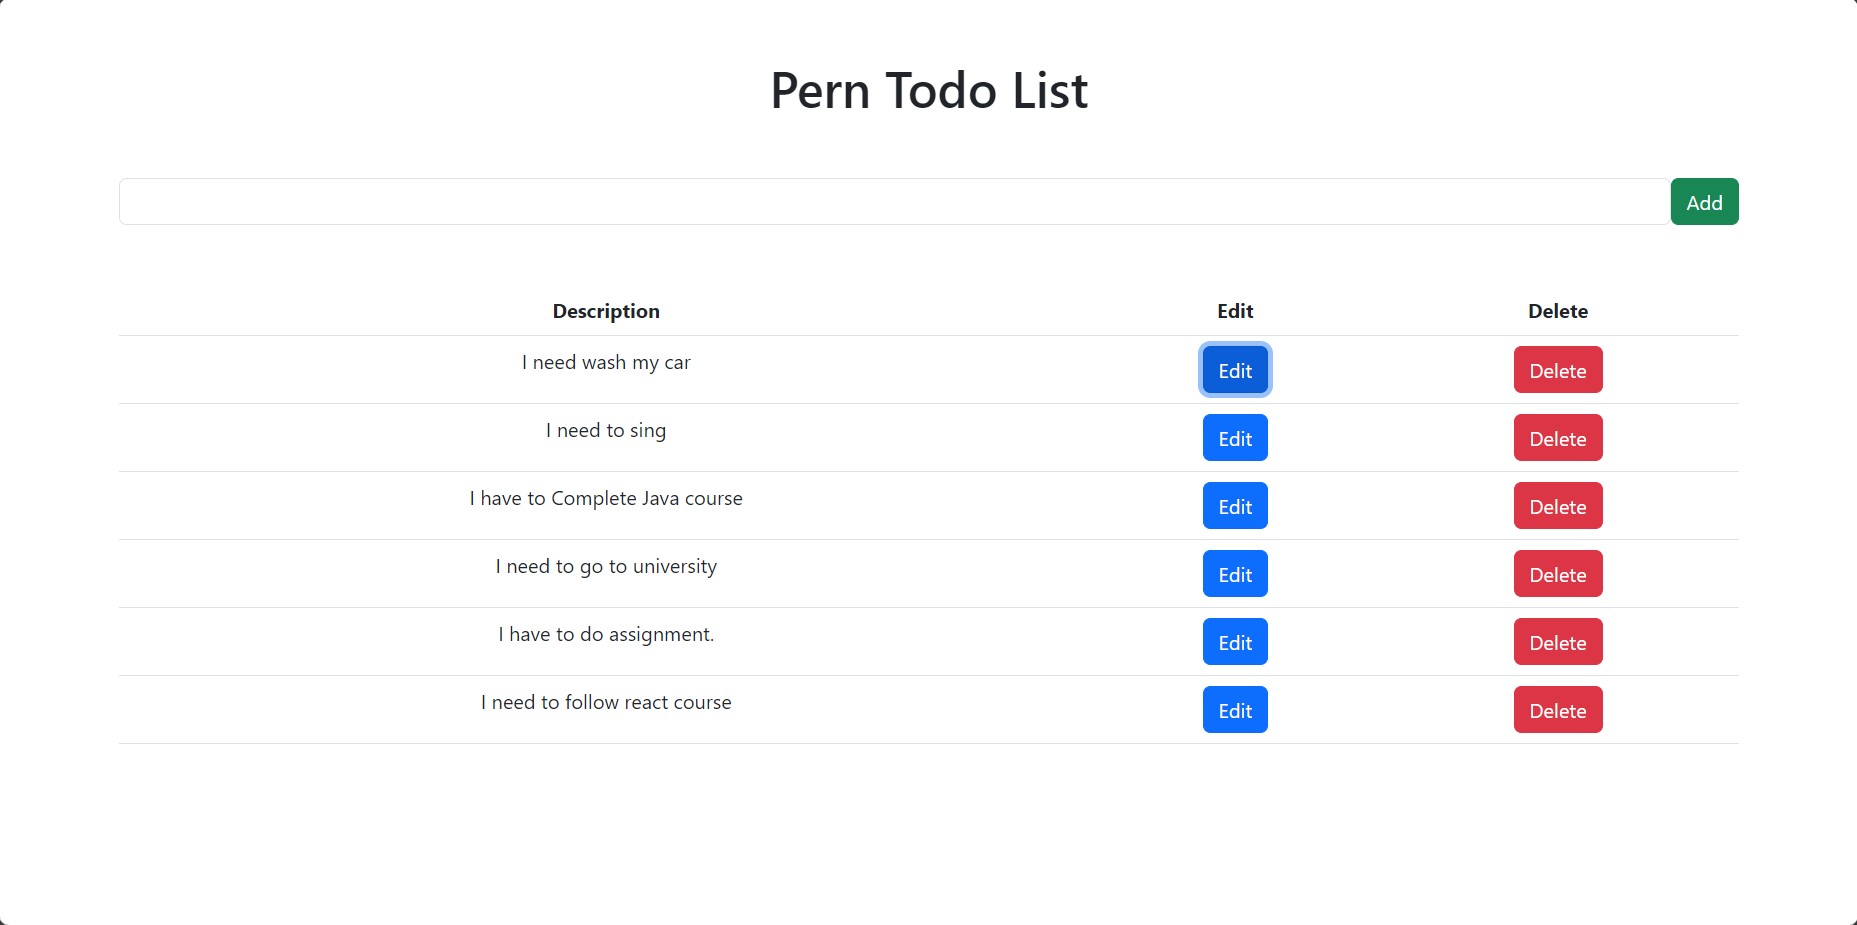 Pern Todo List
Add
Description Edit Delete
I need wash my car Edit Delete
I need to sing Edit Delete
I have to Complete Java course Edit Delete
I need to go to university Edit Delete
I have to do assignment. Edit Delete
I need to follow react course Edit Delete